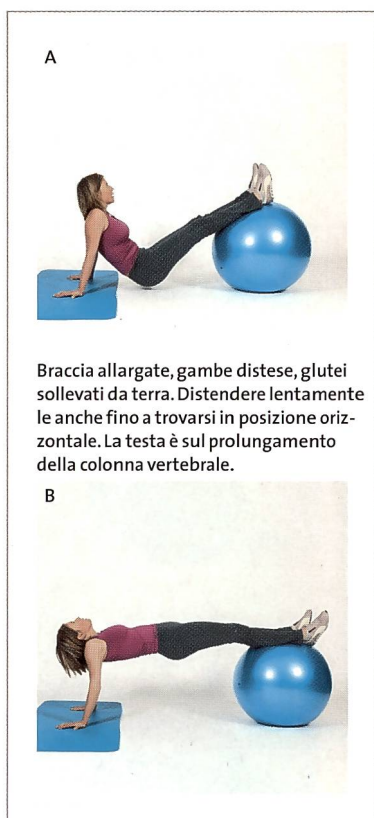 A
Braccia allargate, gambe distese, glutei
sollevati da terra. Distendere lentamente
le anche fino a trovarsi in posizione oriz-
zontale. La testa è sul prolungamento
della colonna vertebrale.
B